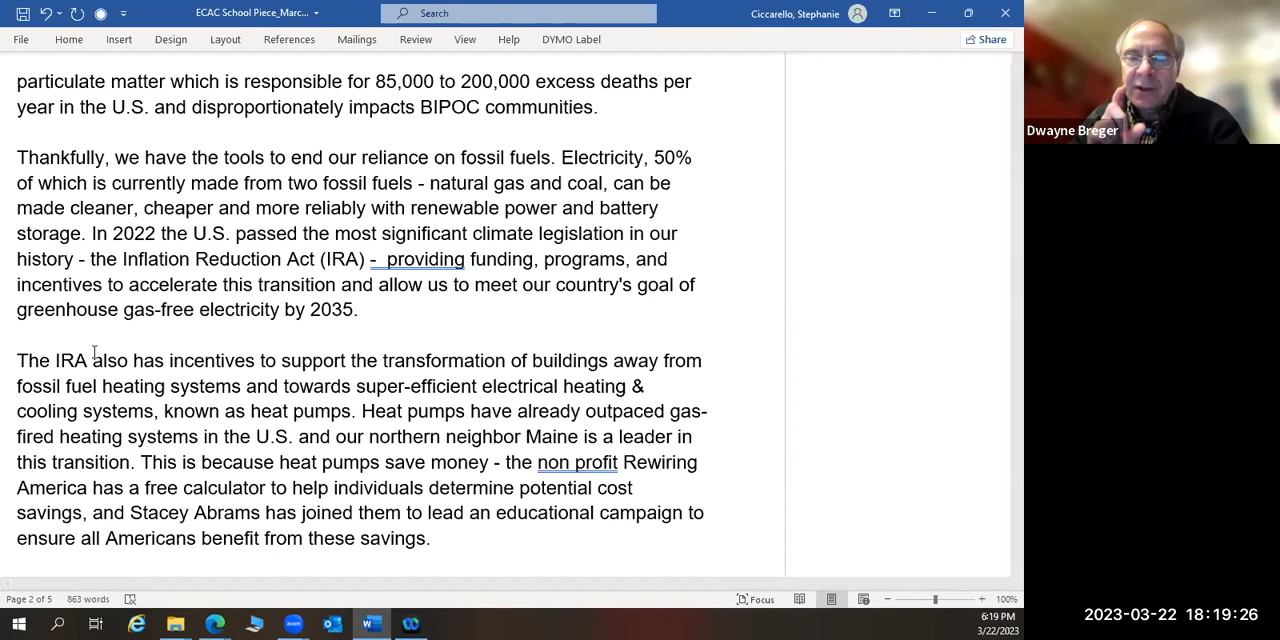 ECAC School Piece_Marc...
Search
Ciccarello, Stephanie
File Home Insert Design Layout References Mailings Review View Help DYMO Label Share
particulate matter which is responsible for 85,000 to 200,000 excess deaths per
year in the U.S. and disproportionately impacts BIPOC communities.
Thankfully, we have the tools to end our reliance on fossil fuels. Electricity, 50%
of which is currently made from two fossil fuels - natural gas and coal, can be
made cleaner, cheaper and more reliably with renewable power and battery
storage. In 2022 the U.S. passed the most significant climate legislation in our
history - the Inflation Reduction Act (IRA) -  providing funding, programs, and
incentives to accelerate this transition and allow us to meet our country's goal of
greenhouse gas-free electricity by 2035.
The IRA also has incentives to support the transformation of buildings away from
fossil fuel heating systems and towards super-efficient electrical heating &
cooling systems, known as heat pumps. Heat pumps have already outpaced gas-
fired heating systems in the U.S. and our northern neighbor Maine is a leader in
this transition. This is because heat pumps save money - the non profit Rewiring
America has a free calculator to help individuals determine potential cost
savings, and Stacey Abrams has joined them to lead an educational campaign to
ensure all Americans benefit from these savings.
Page 2 of 5 863 words Focus 100%
zoom
6:19 PM
3/22/2023
Dwayne Breger
2023-03-22 18:19:26